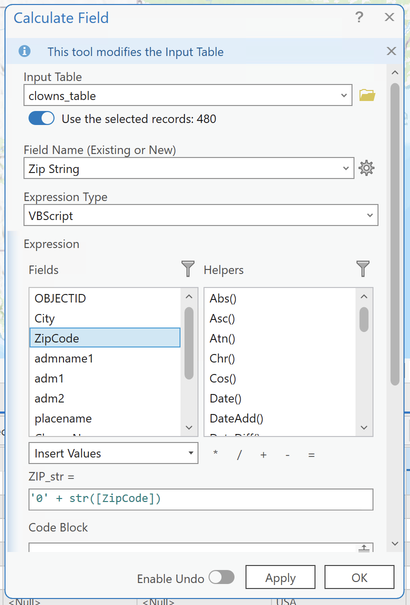 Calculate Field
?
This tool modifies the Input Table
Input Table
clowns_table
Use the selected records: 480
Field Name (Existing or New)
Zip String
Expression Type
VBScript
Expression
Fields Helpers
OBJECTID Abs()
City Asc()
ZipCode Atn()
admname1 Chr()
adm1 Cos()
adm2 Date()
placename DateAdd()
Insert Values * / + - =
ZIP_str =
'0' + str([ZipCode])
Code Block
Enable Undo Apply OK
<Null> <Null> USA